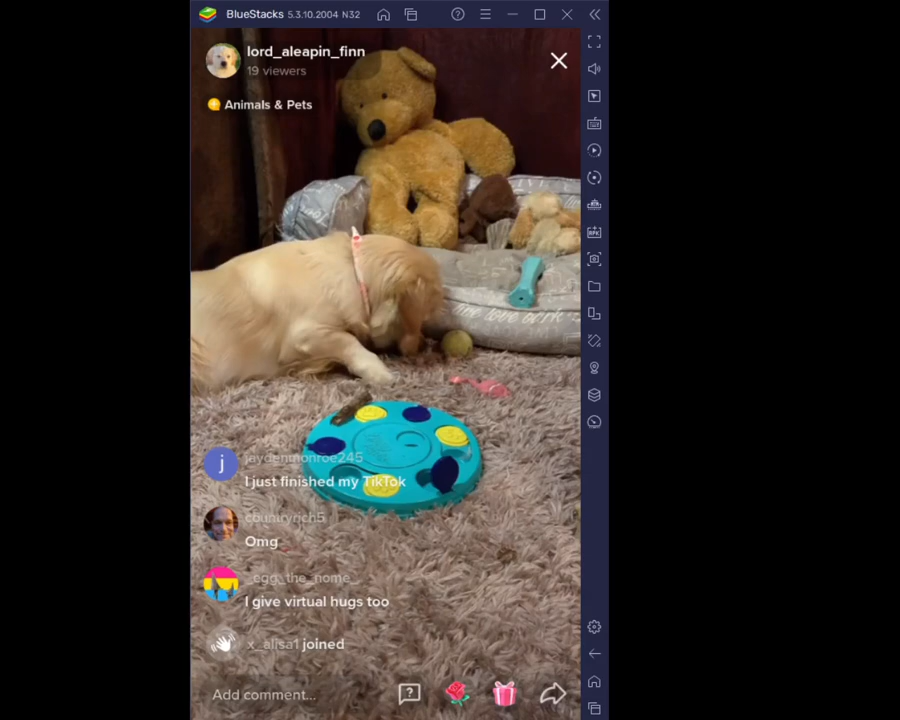 BlueStacks 5.3.10.2004 N32
lord_aleapin_finn
19 viewers
Animals & Pets
jaydenmonroe245
I just finished my TikTok
countryrich5
Omg
_egg_the_nome_
I give virtual hugs too
x_alisa1 joined
Add comment...